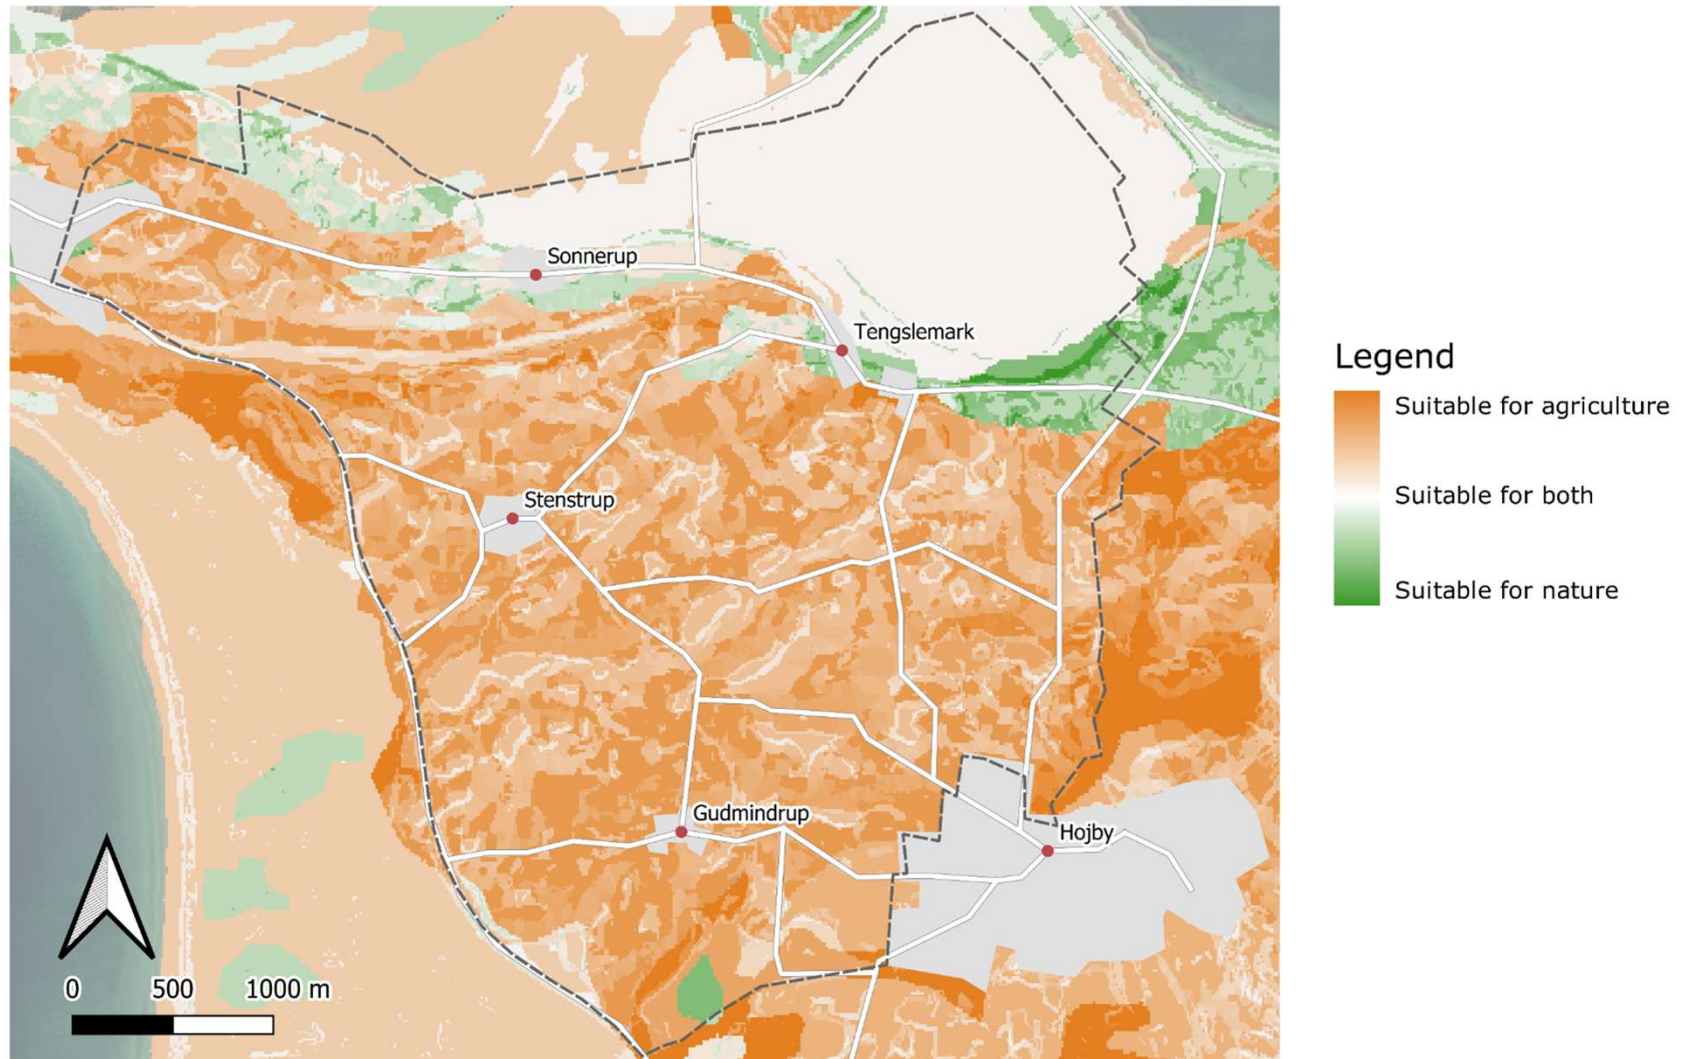 Sonnerup
Tengslemark
Stenstrup
Gudmindrup
Hojby
0 500 1000 m
Legend
Suitable for agriculture
Suitable for both
Suitable for nature